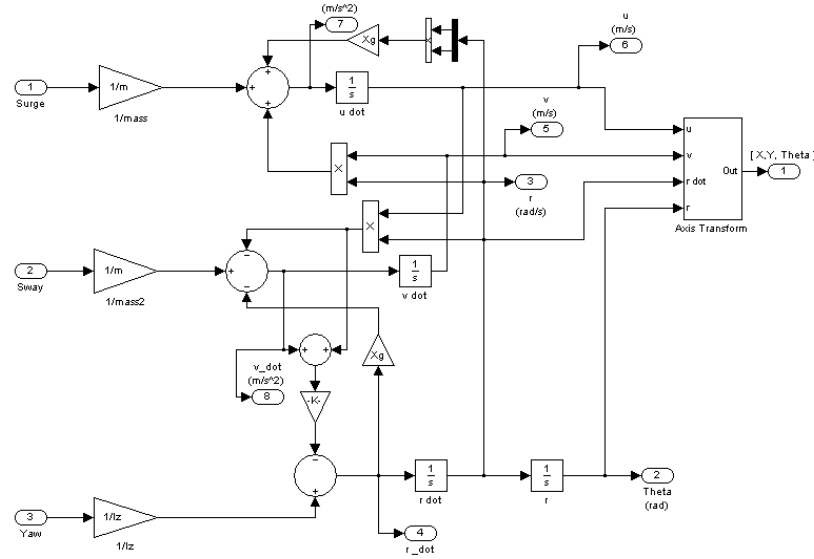 (m/s^2)
7
u
(m/s)
6
Xg
X
1
Surge
1/m
1/mass
+
+
+
1
s
u dot
v
(m/s)
5
X
3
r
(rad/s)
u
v
r dot
r
Out
Axis Transform
[ X,Y, Theta ]
1
X
2
Sway
1/m
1/mass2
−
+
−
1
s
v dot
+
+
Xg
v_dot
(m/s^2)
8
-K-
−
+
1
s
r dot
1
s
r
2
Theta
(rad)
3
Yaw
1/Iz
1/Iz
4
r_dot